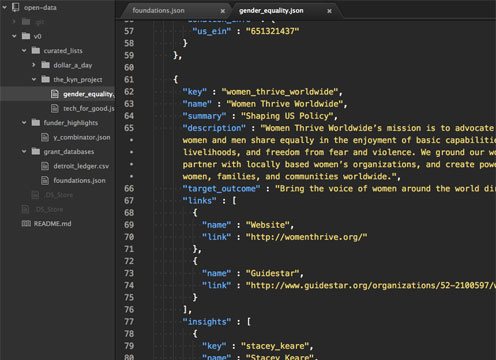 open-data
.git
v0
curated_lists
dollar_a_day
the_kyn_project
gender_equality
tech_for_good.js
funder_highlights
y_combinator.json
grant_databases
detroit_ledger.csv
foundations.json
.DS_Store
.DS_Store
README.md
foundations.json
gender_equality.json
57 "us_ein" : "651321437"
58 }
59 },
60
61 {
62 "key" : "women_thrive_worldwide",
63 "name" : "Women Thrive Worldwide",
64 "summary" : "Shaping US Policy",
65 "description" : "Women Thrive Worldwide's mission is to advocate
women and men share equally in the enjoyment of basic capabilities
livelihoods, and freedom from fear and violence. We ground our wo
partner with locally based women's organizations, and create power
women, families, and communities worldwide.",
66 "target_outcome" : "Bring the voice of women around the world dir
67 "links" : [
68 {
69 "name" : "Website",
70 "link" : "http://womenthrive.org/"
71 },
72 {
73 "name" : "Guidestar",
74 "link" : "http://www.guidestar.org/organizations/52-2100597/w
75 }
76 ],
77 "insights" : [
78 {
79 "key" : "stacey_keare",
80 "name" : "Stacey Keare",